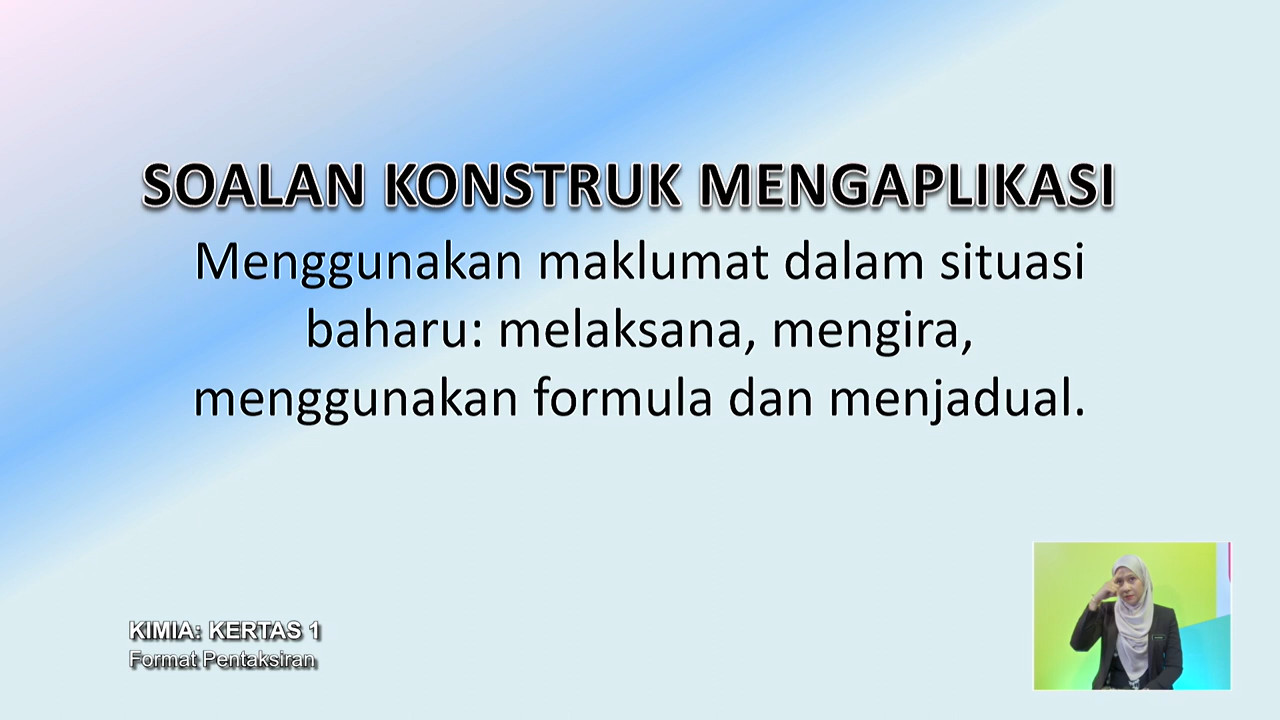 SOALAN KONSTRUK MENGAPLIKASI
Menggunakan maklumat dalam situasi
baharu: melaksana, mengira,
menggunakan formula dan menjadual.
KIMIA: KERTAS 1
Format Pentaksiran